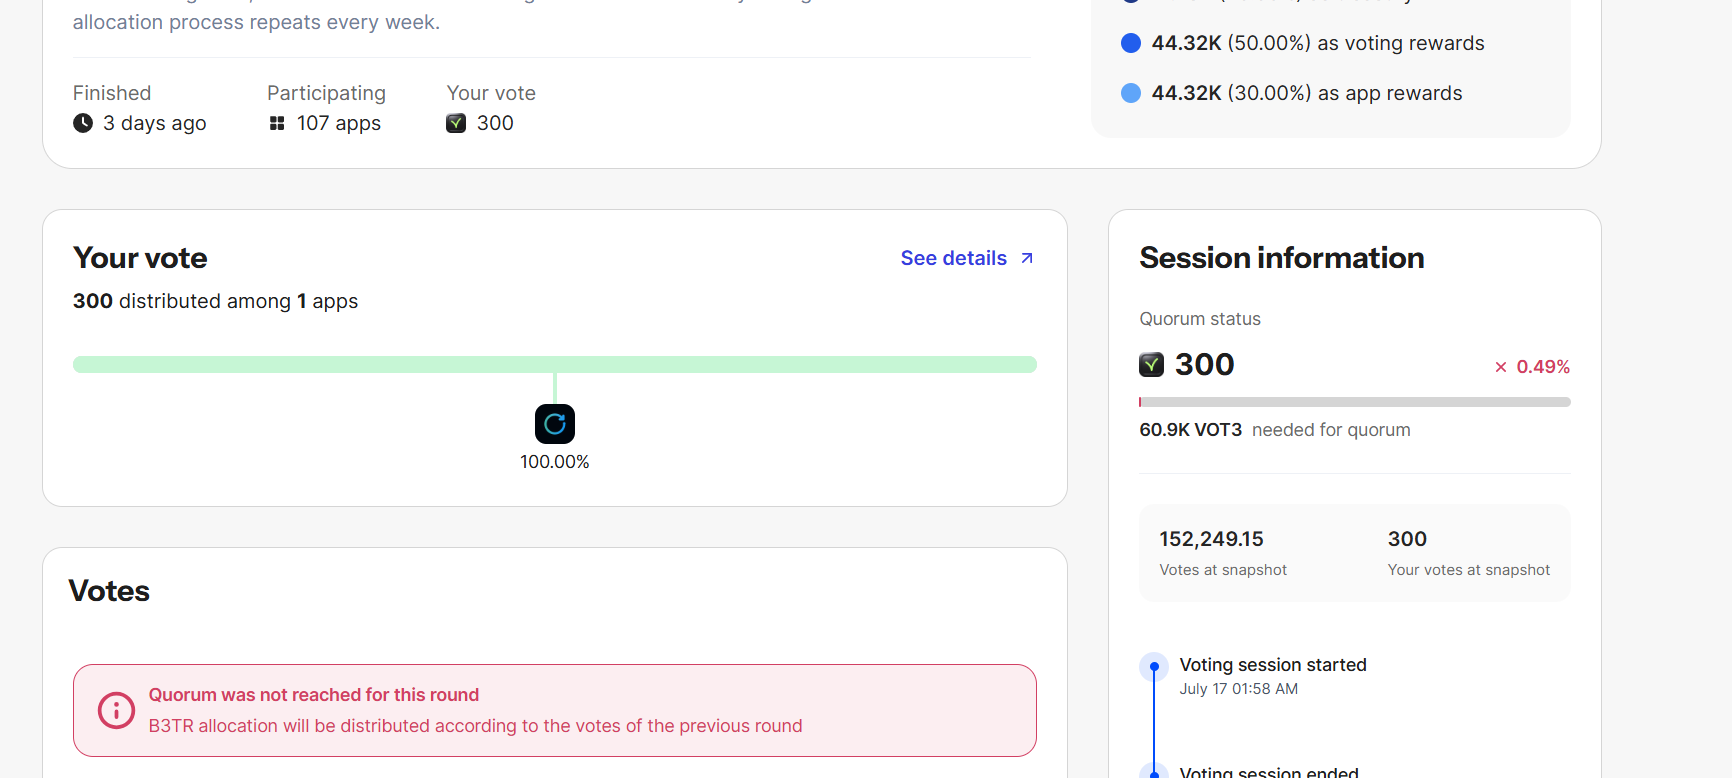 allocation process repeats every week.
44.32K (50.00%) as voting rewards
44.32K (30.00%) as app rewards
Finished
3 days ago
Participating
107 apps
Your vote
300
Your vote
See details
300 distributed among 1 apps
100.00%
Votes
Quorum was not reached for this round
B3TR allocation will be distributed according to the votes of the previous round
Session information
Quorum status
300
× 0.49%
60.9K VOT3 needed for quorum
152,249.15
Votes at snapshot
300
Your votes at snapshot
Voting session started
July 17 01:58 AM
Voting session ended